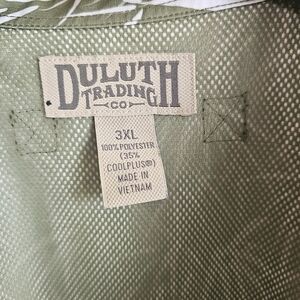 DULUTH
TRADING
CO
3XL
100% POLYESTER
(35%
COOLPLUS®)
MADE IN
VIETNAM